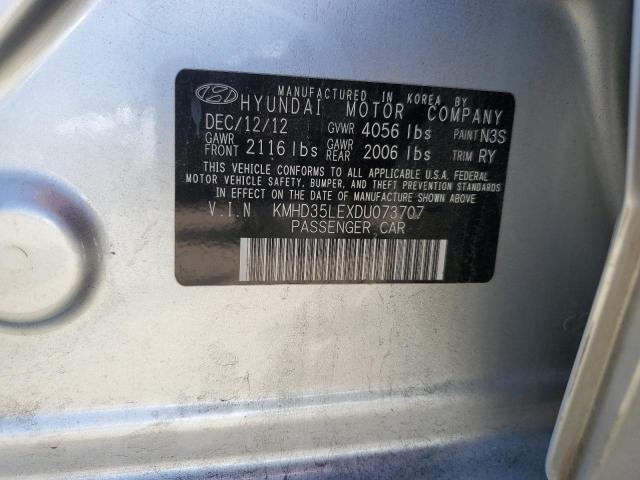 MANUFACTURED IN KOREA BY
HYUNDAI MOTOR COMPANY
DEC/12/12 GVWR 4056 lbs PAINT N3S
GAWR FRONT 2116 lbs GAWR REAR 2006 lbs TRIM RY
THIS VEHICLE CONFORMS TO ALL APPLICABLE U.S.A. FEDERAL
MOTOR VEHICLE SAFETY, BUMPER, AND THEFT PREVENTION STANDARDS
IN EFFECT ON THE DATE OF MANUFACTURE SHOWN ABOVE
V.I.N KMHD35LEXDU073707
PASSENGER CAR